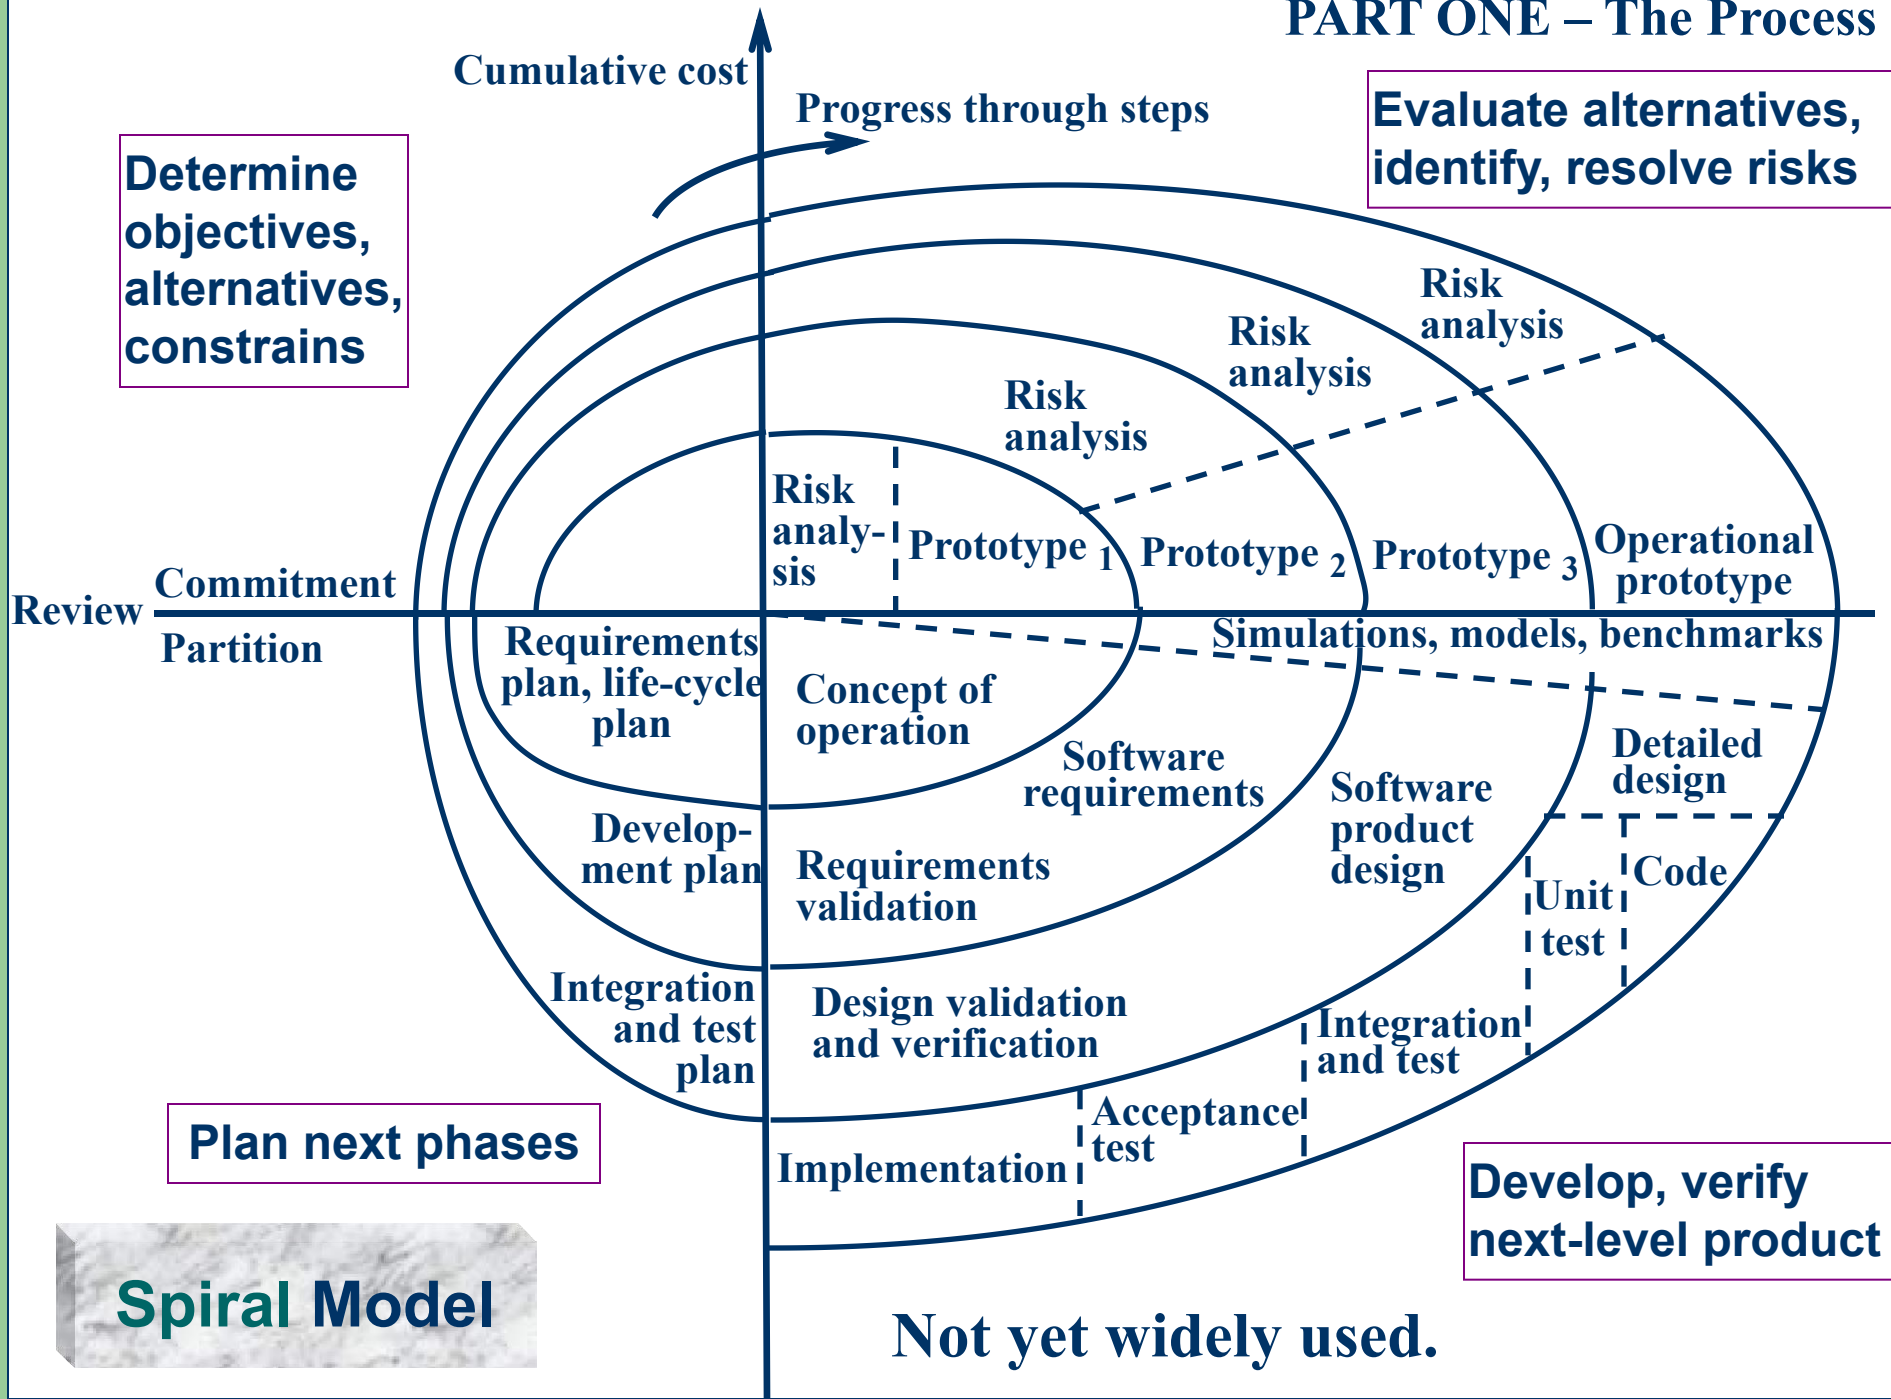 PART ONE – The Process
Cumulative cost
Progress through steps
Evaluate alternatives,
identify, resolve risks
Determine
objectives,
alternatives,
constrains
Risk
analysis
Risk
analysis
Risk
analysis
Risk
analy-
sis
Prototype 1
Prototype 2
Prototype 3
Operational
prototype
Review
Commitment
Partition
Simulations, models, benchmarks
Requirements
plan, life-cycle
plan
Concept of
operation
Software
requirements
Software
product
design
Detailed
design
Develop-
ment plan
Requirements
validation
Unit
test
Code
Integration
and test
plan
Design validation
and verification
Integration
and test
Acceptance
test
Implementation
Plan next phases
Develop, verify
next-level product
Spiral Model
Not yet widely used.